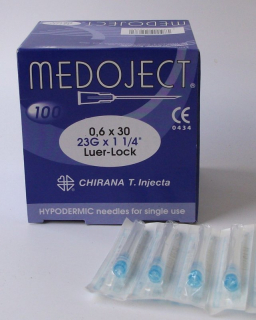 MEDOJECT
100
0,6 x 30
23G x 1 1/4"
Luer-Lock
CE
0434
CHIRANA T. Injecta
HYPODERMIC needles for single use